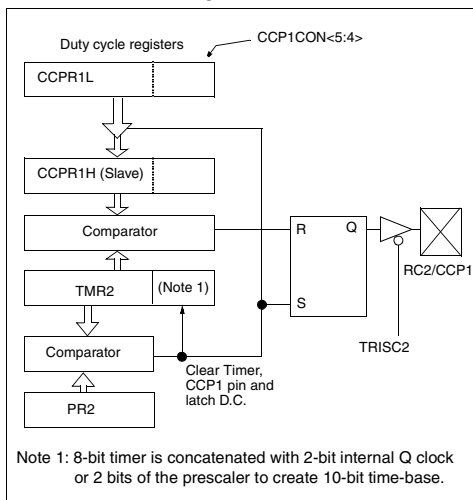 Duty cycle registers
CCP1CON<5:4>
CCPR1L
CCPR1H (Slave)
Comparator
R
Q
RC2/CCP1
TMR2
(Note 1)
S
TRISC2
Comparator
Clear Timer,
CCP1 pin and
latch D.C.
PR2
Note 1: 8-bit timer is concatenated with 2-bit internal Q clock
or 2 bits of the prescaler to create 10-bit time-base.